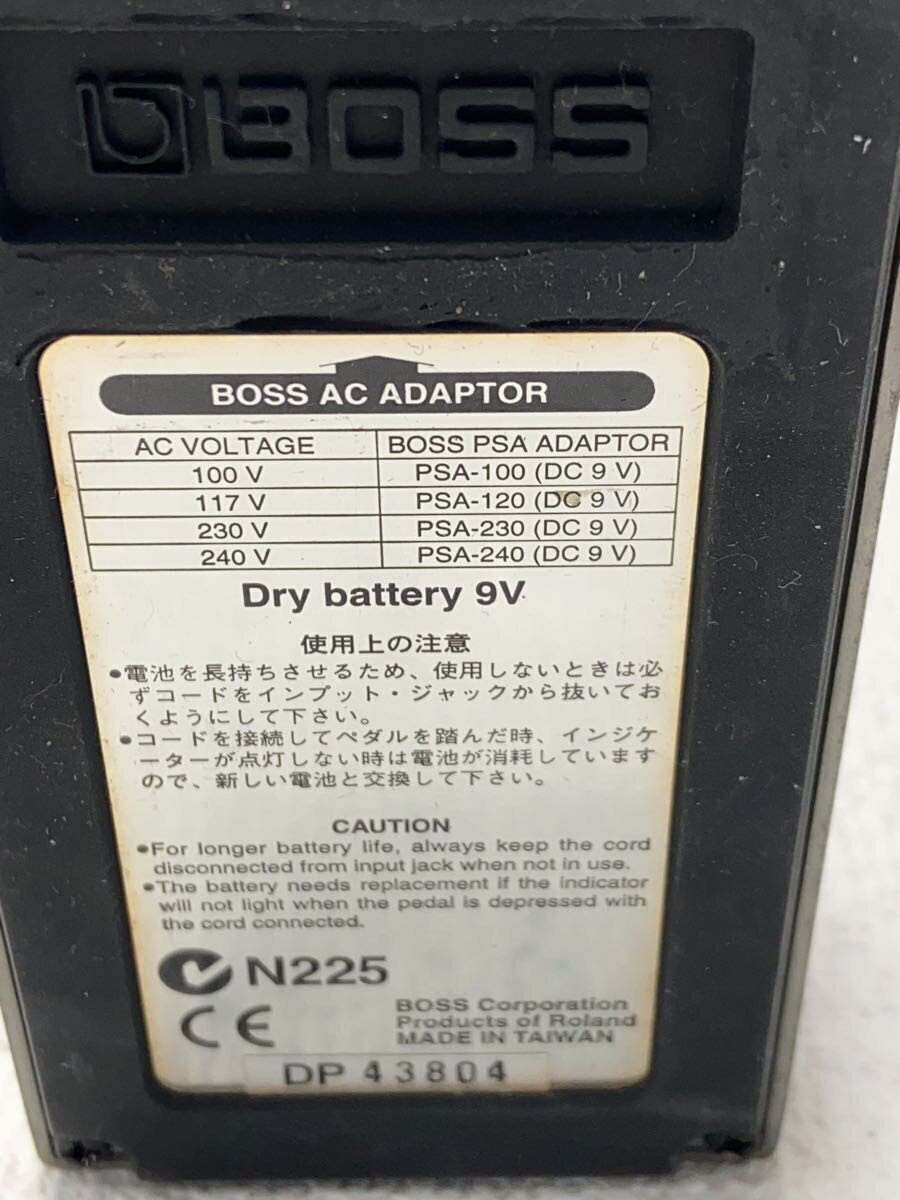 BOSS
BOSS AC ADAPTOR
AC VOLTAGE BOSS PSA ADAPTOR
100 V PSA-100 (DC 9 V)
117 V PSA-120 (DC 9 V)
230 V PSA-230 (DC 9 V)
240 V PSA-240 (DC 9 V)
Dry battery 9V
使用上の注意
●電池を長持ちさせるため、使用しないときは必
ずコードをインプット・ジャックから抜いてお
くようにして下さい。
●コードを接続してペダルを踏んだ時、インジケ
ーターが点灯しない時は電池が消耗しています
ので、新しい電池と交換して下さい。
CAUTION
●For longer battery life, always keep the cord
disconnected from input jack when not in use.
●The battery needs replacement if the indicator
will not light when the pedal is depressed with
the cord connected.
N225
CE
BOSS Corporation
Products of Roland
MADE IN TAIWAN
DP 43804